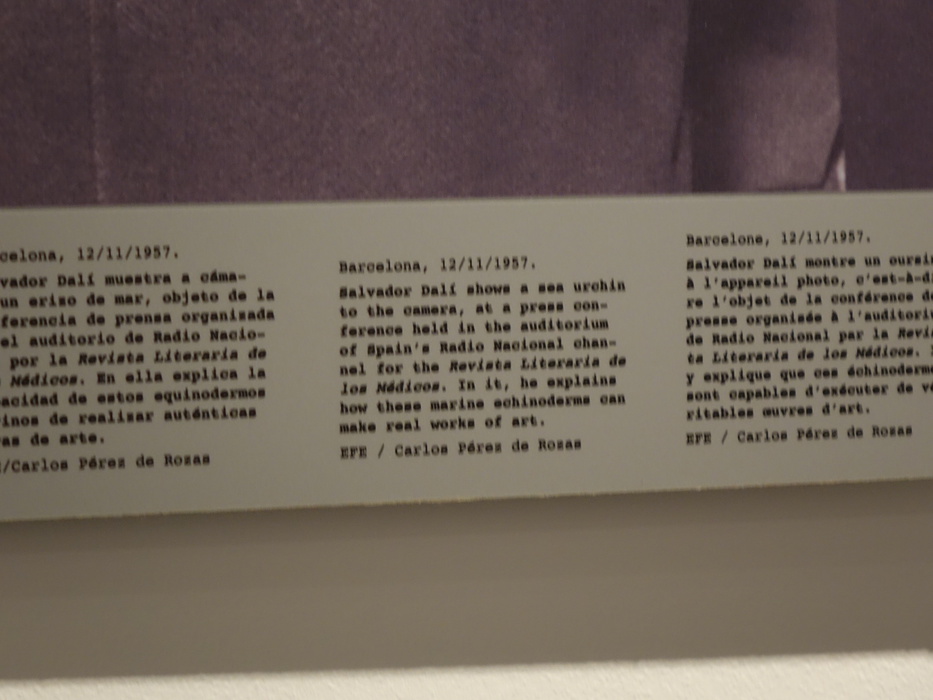 celona, 12/11/1957.
vador Dalí muestra a cáma-
un erizo de mar, objeto de la
ferencia de prensa organizada
el auditorio de Radio Nacio-
por la Revista Literaria de
Médicos. En ella explica la
acidad de estos equinodermos
inos de realizar auténticas
as de arte.
/Carlos Pérez de Rozas
Barcelona, 12/11/1957.
Salvador Dalí shows a sea urchin
to the camera, at a press con-
ference held in the auditorium
of Spain's Radio Nacional chan-
nel for the Revista Literaria de
los Médicos. In it, he explains
how these marine echinoderms can
make real works of art.
EFE / Carlos Pérez de Rozas
Barcelone, 12/11/1957.
Salvador Dalí montre un oursin
à l'appareil photo, c'est-à-di
re l'objet de la conférence de
presse organisée à l'auditoriu
de Radio Nacional par la Revis
ta Literaria de los Médicos. I
y explique que ces échinoderme
sont capables d'exécuter de vé
ritables œuvres d'art.
EFE / Carlos Pérez de Rozas